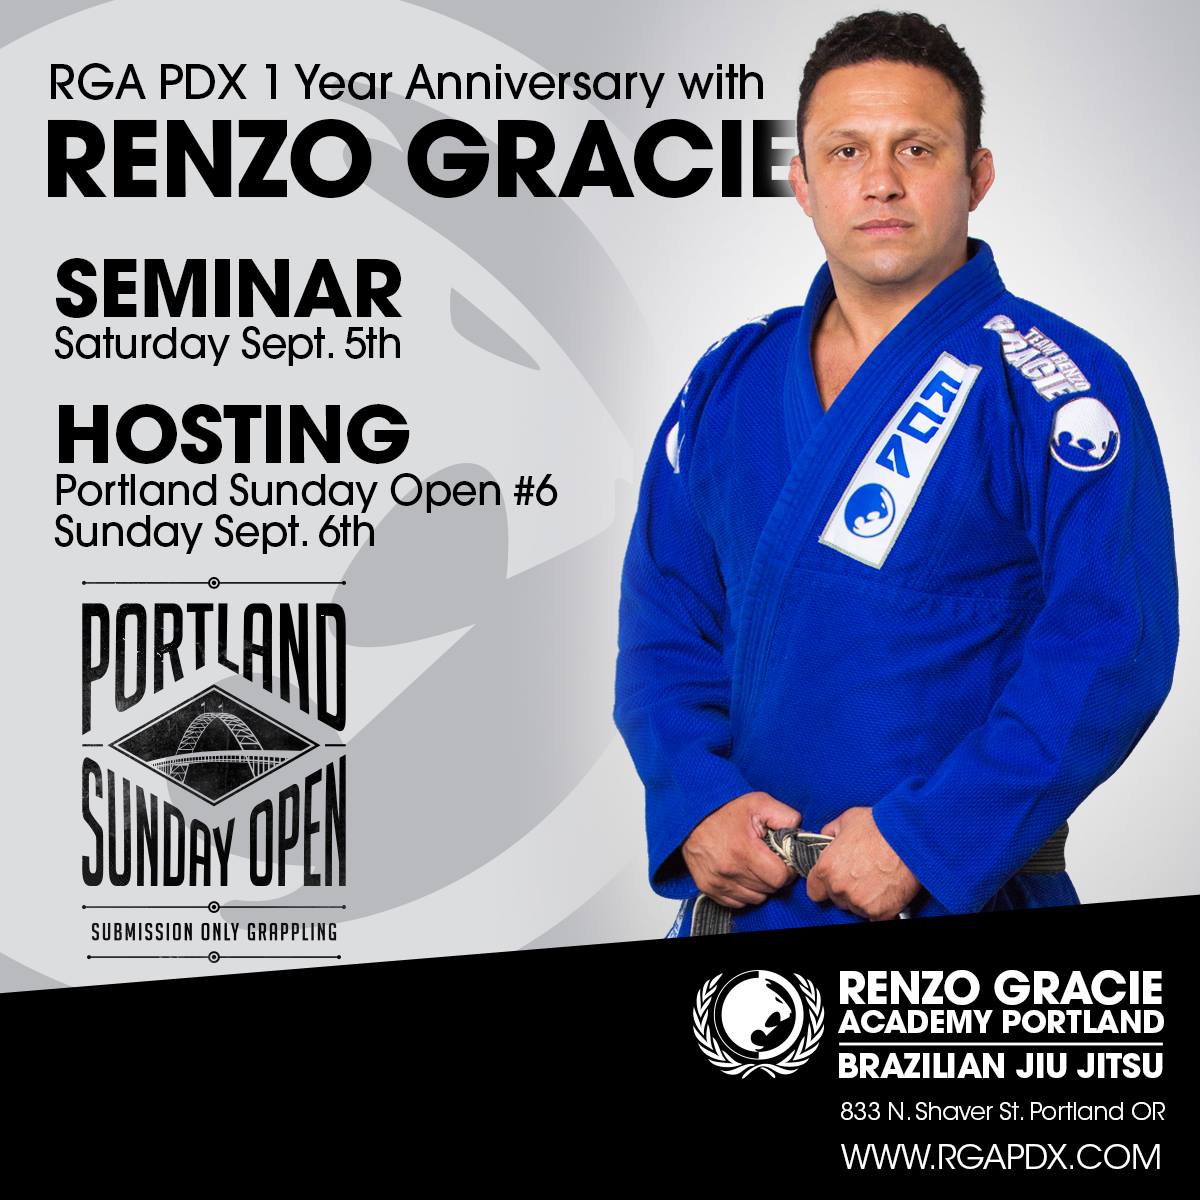 RGA PDX 1 Year Anniversary with
RENZO GRACIE
SEMINAR
Saturday Sept. 5th
HOSTING
Portland Sunday Open #6
Sunday Sept. 6th
PORTLAND
SUNDAY OPEN
SUBMISSION ONLY GRAPPLING
TEAM RENZO
GRACIE
RGA
RENZO GRACIE
ACADEMY PORTLAND
BRAZILIAN JIU JITSU
833 N. Shaver St. Portland OR
WWW.RGAPDX.COM